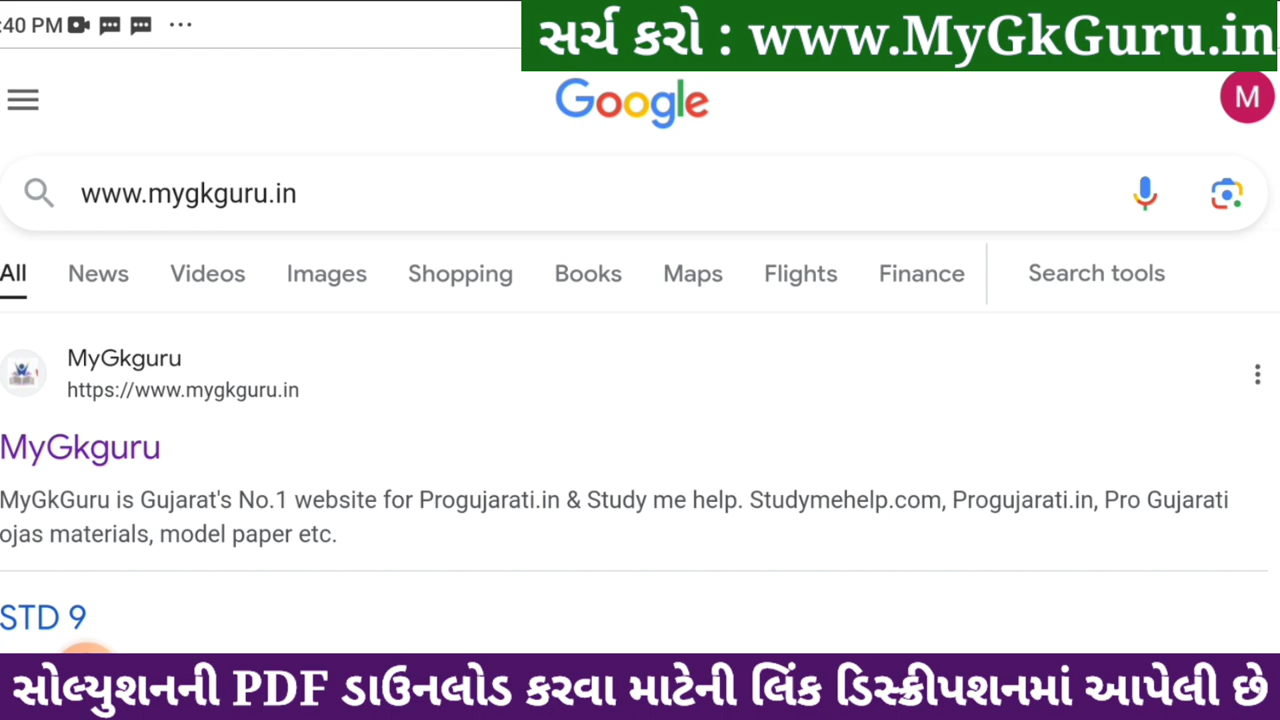 :40 PM
સર્ચ કરો : www.MyGkGuru.in
Google
M
www.mygkguru.in
All News Videos Images Shopping Books Maps Flights Finance Search tools
MyGkguru
https://www.mygkguru.in
MyGkguru
MyGkGuru is Gujarat's No.1 website for Progujarati.in & Study me help. Studymehelp.com, Progujarati.in, Pro Gujarati
ojas materials, model paper etc.
STD 9
સોલ્યુશનની PDF ડાઉનલોડ કરવા માટેની લિંક ડિસ્ક્રીપશનમાં આપેલી છે